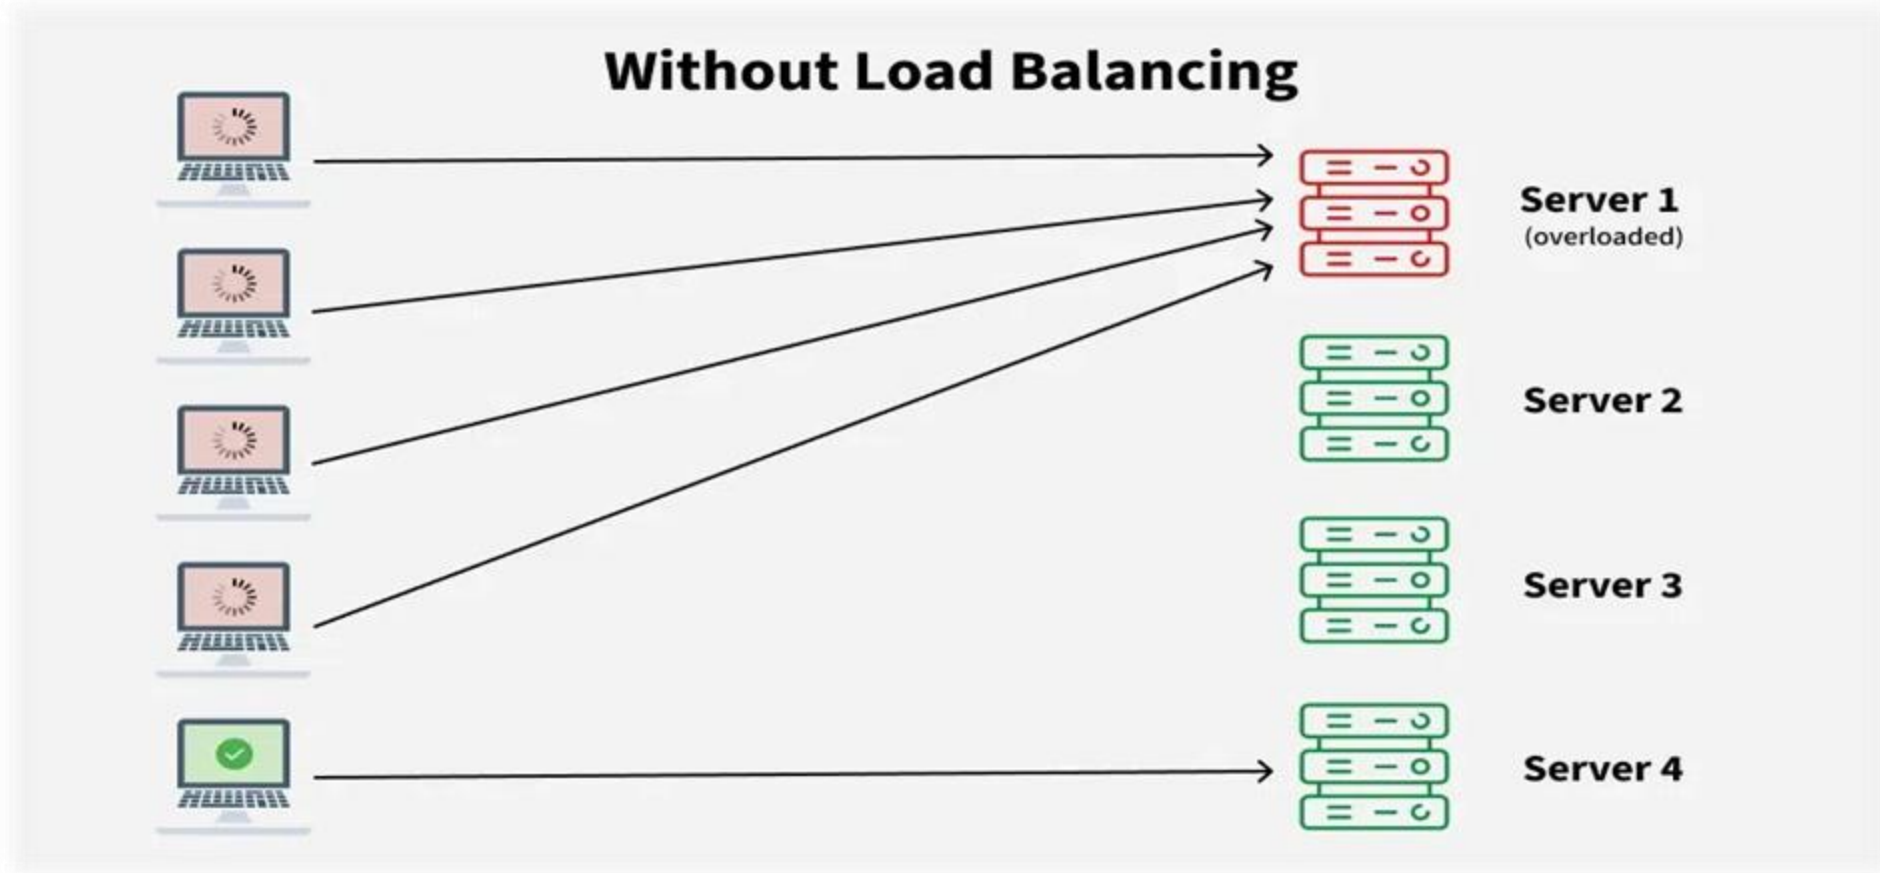 Without Load Balancing
Server 1
(overloaded)
Server 2
Server 3
Server 4